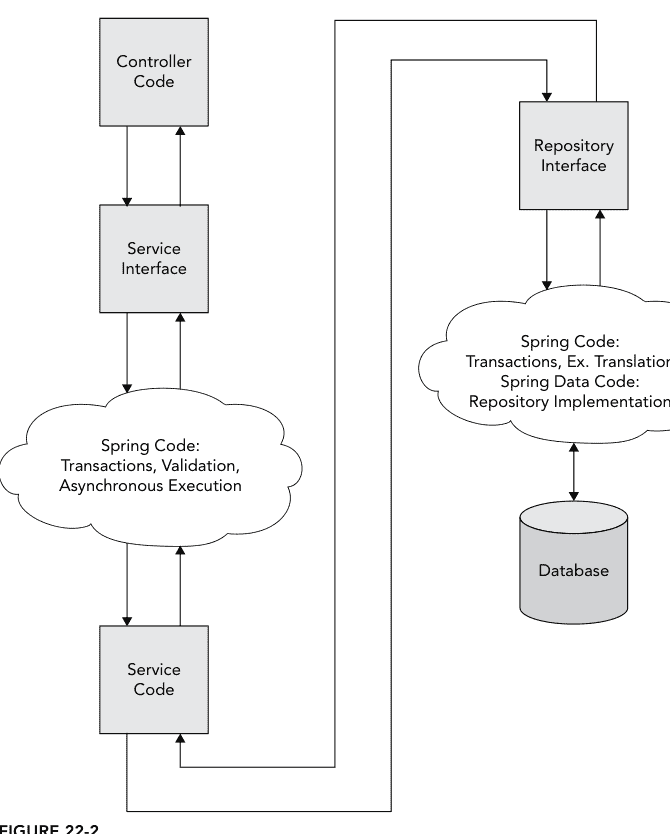 Controller
Code
Service
Interface
Spring Code:
Transactions, Validation,
Asynchronous Execution
Service
Code
Repository
Interface
Spring Code:
Transactions, Ex. Translation
Spring Data Code:
Repository Implementation
Database
FIGURE 22-2